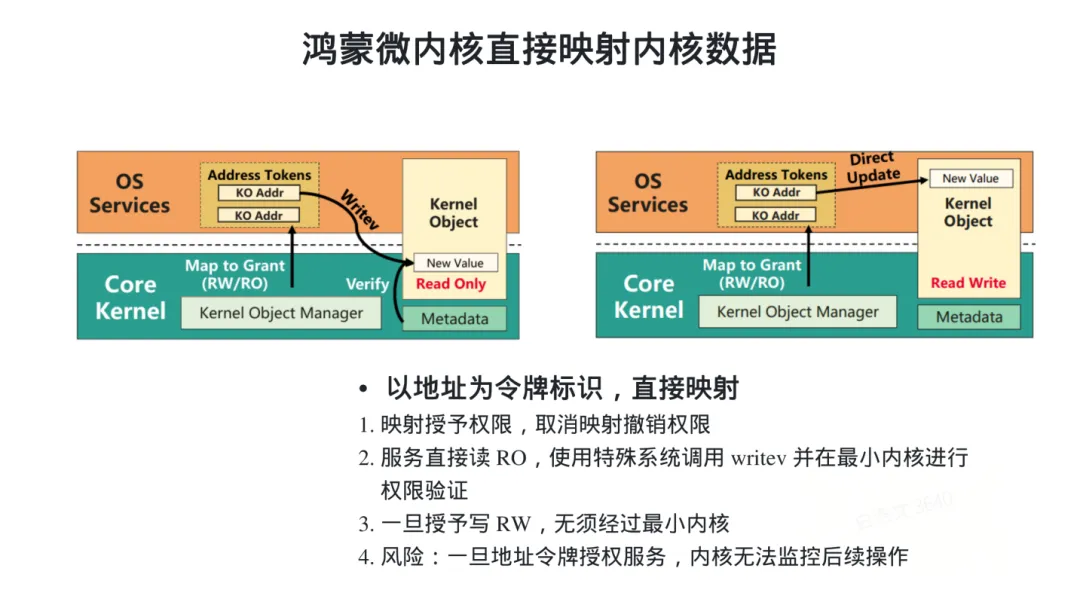 鸿蒙微内核直接映射内核数据
OS
Services
Address Tokens
KO Addr
KO Addr
Writev
Kernel
Object
New Value
Read Only
Core
Kernel
Map to Grant
(RW/RO)
Verify
Kernel Object Manager
Metadata
OS
Services
Address Tokens
KO Addr
KO Addr
Direct
Update
New Value
Kernel
Object
Read Write
Core
Kernel
Map to Grant
(RW/RO)
Kernel Object Manager
Metadata
• 以地址为令牌标识，直接映射
1. 映射授予权限，取消映射撤销权限
2. 服务直接读 RO，使用特殊系统调用 writev 并在最小内核进行
权限验证
3. 一旦授予写 RW，无须经过最小内核
4. 风险：一旦地址令牌授权服务，内核无法监控后续操作